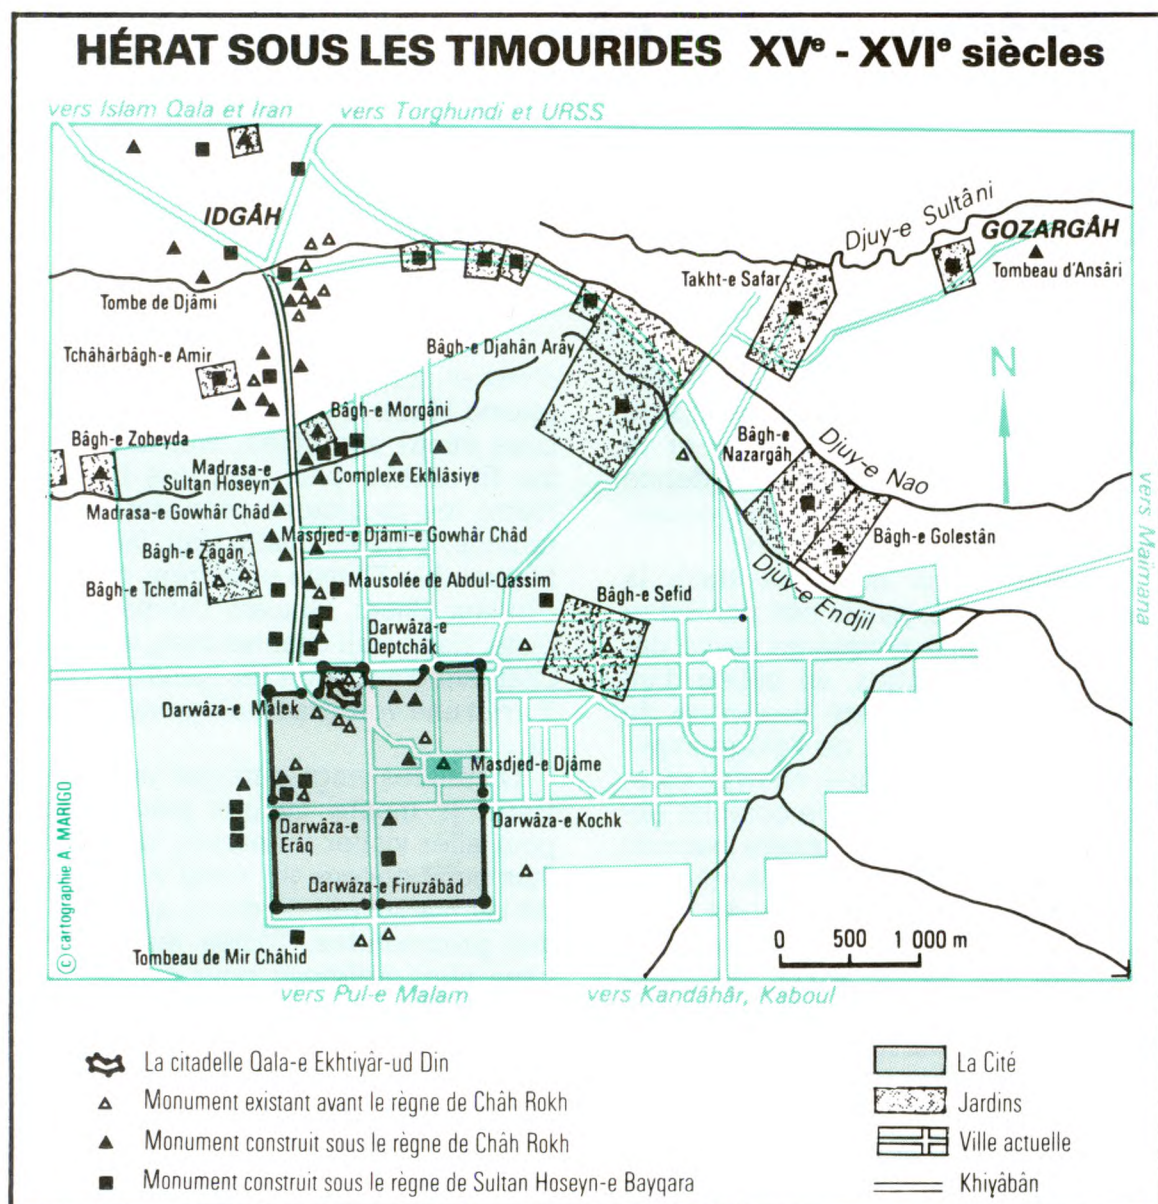 HÉRAT SOUS LES TIMOURIDES XVe - XVIe siècles
vers Islam Qala et Iran
vers Torghundi et URSS
IDGÂH
Djuy-e Sultâni
GOZARGÂH
Tombeau d'Ansâri
Takht-e Safar
Tombe de Djâmi
Tchâhârbâgh-e Amir
Bâgh-e Djahân Arây
N
Bâgh-e Morgâni
Bâgh-e Zobeyda
Bâgh-e
Nazargâh
Djuy-e Nao
Madrasa-e
Sultan Hoseyn
Complexe Ekhlâsiye
vers Maïmana
Madrasa-e Gowhâr Châd
Masdjed-e Djâmi-e Gowhâr Châd
Bâgh-e Golestân
Bâgh-e Zâgân
Bâgh-e Tchemâl
Mausolée de Abdul-Qassim
Bâgh-e Sefid
Djuy-e Endjil
Darwâza-e
Qeptchâk
Darwâza-e Malek
Masdjed-e Djâme
Darwâza-e
Erâq
Darwâza-e Kochk
Darwâza-e Firuzâbâd
© cartographie A. MARIGO
Tombeau de Mir Châhid
0 500 1 000 m
vers Pul-e Malam
vers Kandâhâr, Kaboul
La citadelle Qala-e Ekhtiyâr-ud Din
Monument existant avant le règne de Châh Rokh
Monument construit sous le règne de Châh Rokh
Monument construit sous le règne de Sultan Hoseyn-e Bayqara
La Cité
Jardins
Ville actuelle
Khiyâbân